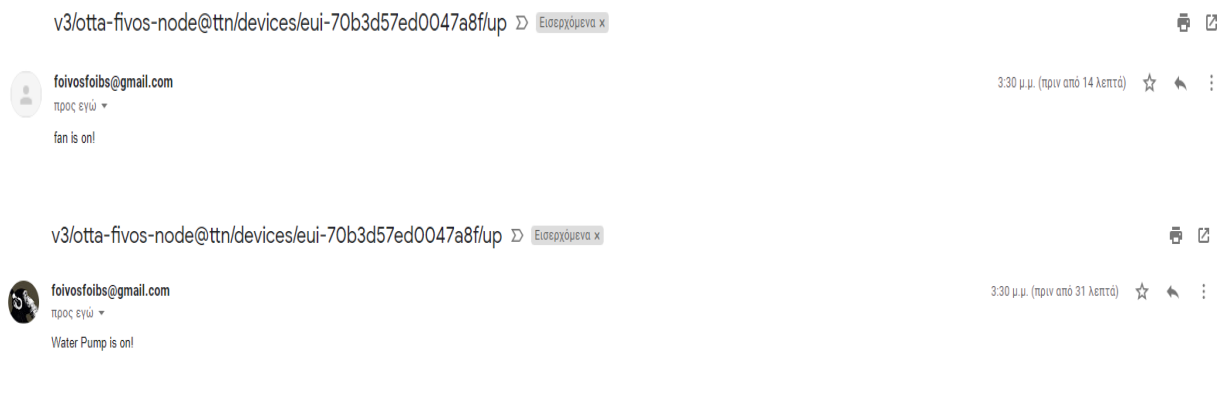 v3/otta-fivos-node@ttn/devices/eui-70b3d57ed0047a8f/up Εισερχόμενα x
foivosfoibs@gmail.com 3:30 μ.μ. (πριν από 14 λεπτά)
προς εγώ
fan is on!
v3/otta-fivos-node@ttn/devices/eui-70b3d57ed0047a8f/up Εισερχόμενα x
foivosfoibs@gmail.com 3:30 μ.μ. (πριν από 31 λεπτά)
προς εγώ
Water Pump is on!